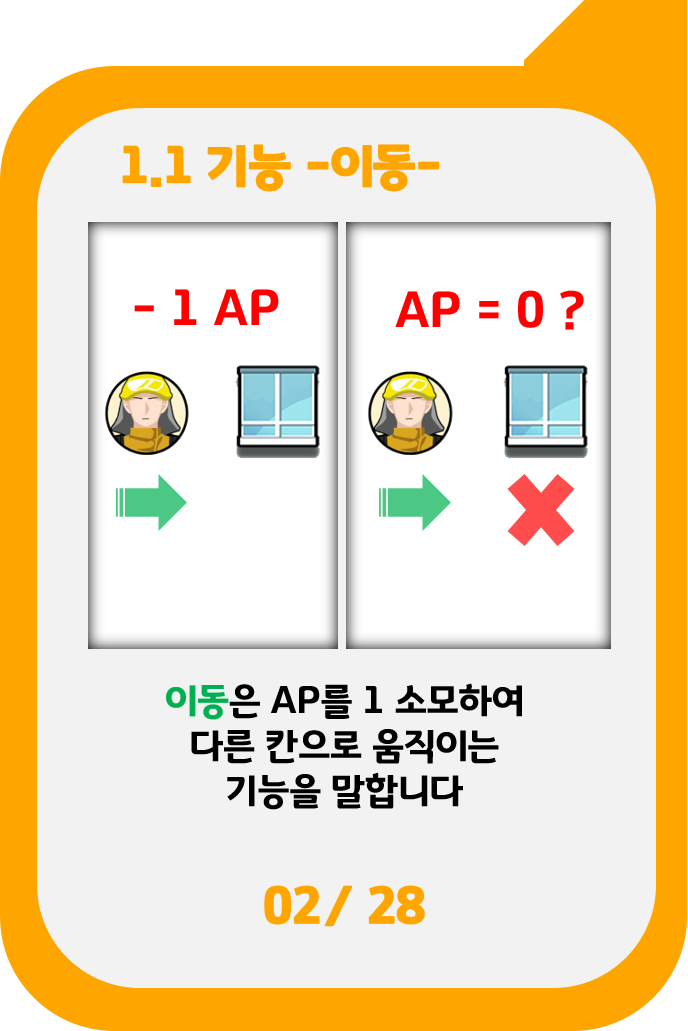 1.1 기능 -이동-
- 1 AP
AP = 0 ?
이동은 AP를 1 소모하여
다른 칸으로 움직이는
기능을 말합니다
02/ 28